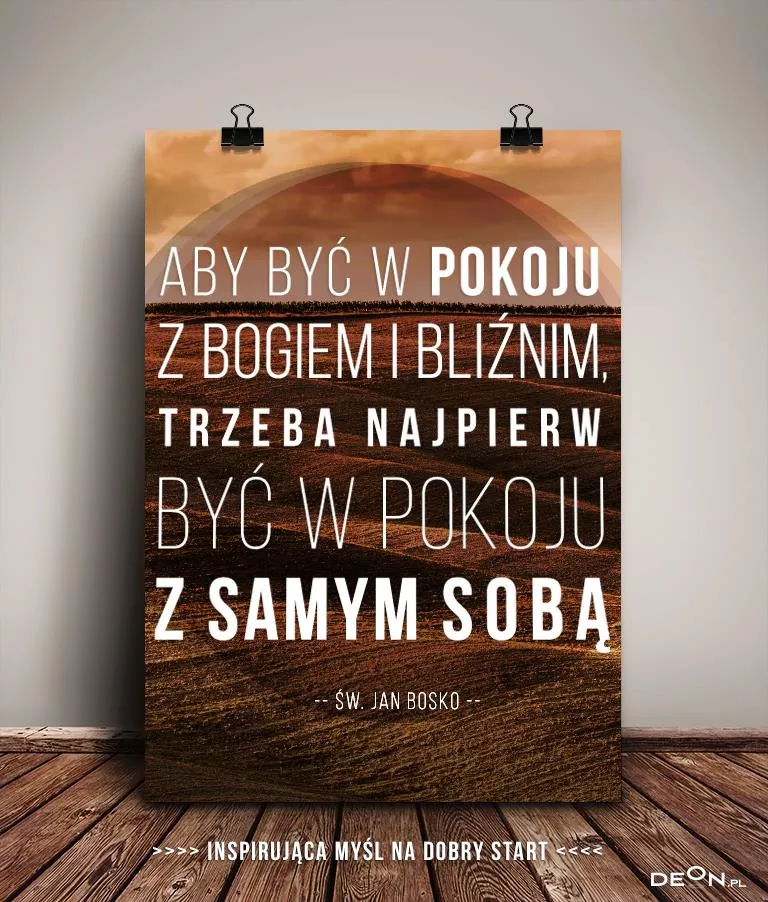 ABY BYĆ W POKOJU
Z BOGIEM I BLIŹNIM,
TRZEBA NAJPIERW
BYĆ W POKOJU
Z SAMYM SOBĄ
-- ŚW. JAN BOSKO --
>>>> INSPIRUJĄCA MYŚL NA DOBRY START <<<<
DEON.PL